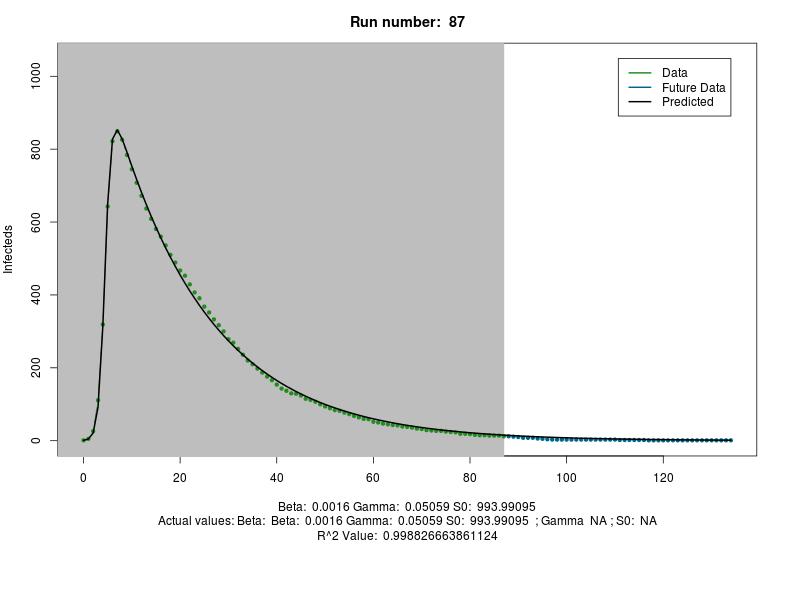 Run number: 87
Data
Future Data
Predicted
Infecteds
1000
800
600
400
200
0
0 20 40 60 80 100 120
Beta: 0.0016 Gamma: 0.05059 S0: 993.99095
Actual values: Beta: Beta: 0.0016 Gamma: 0.05059 S0: 993.99095 ; Gamma NA ; S0: NA
R^2 Value: 0.998826663861124